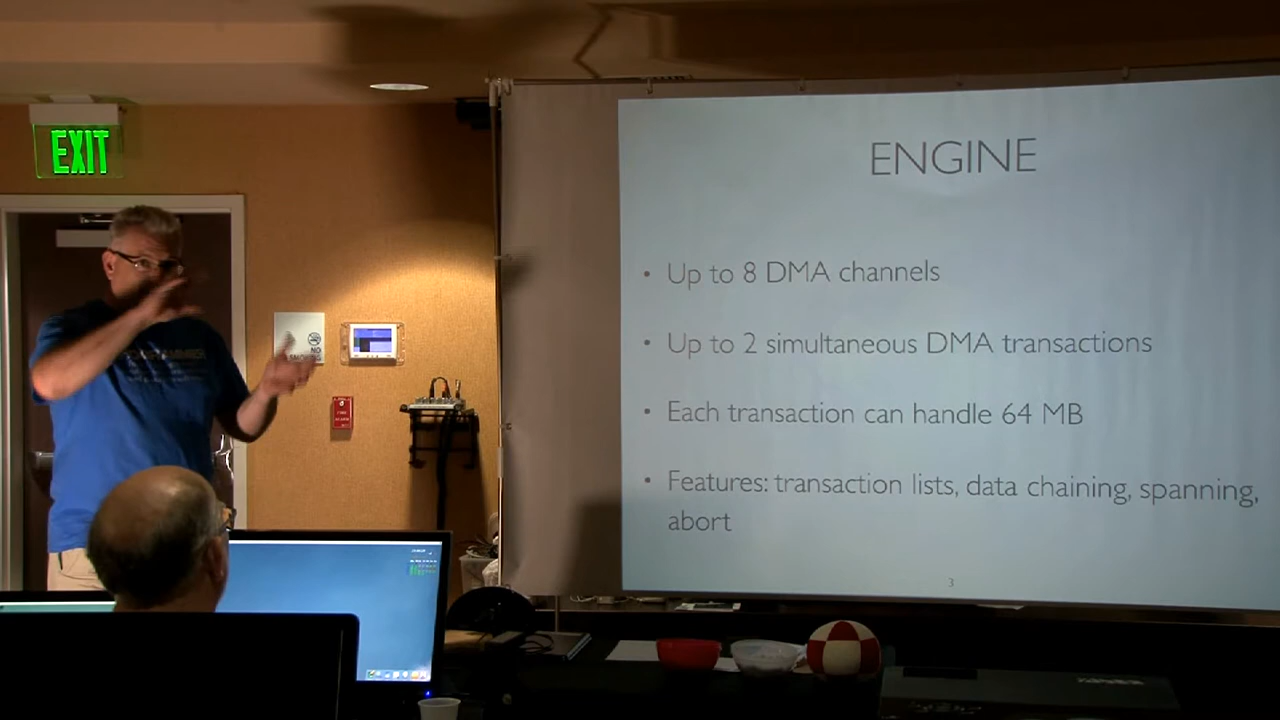 EXIT
ENGINE
• Up to 8 DMA channels
• Up to 2 simultaneous DMA transactions
• Each transaction can handle 64 MB
• Features: transaction lists, data chaining, spanning,
abort
3
NO